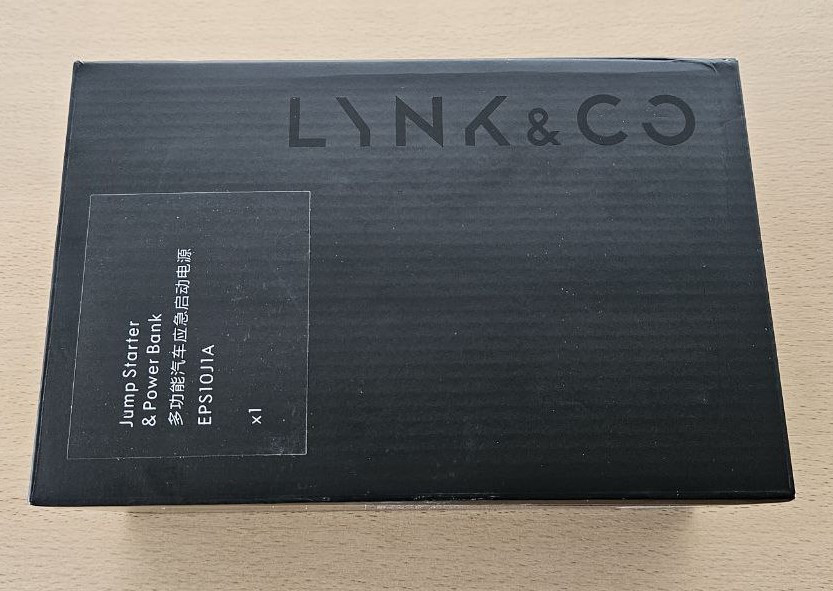 LYNK & CO
Jump Starter
& Power Bank
多功能汽车应急启动电源
EPS10J1A
x1